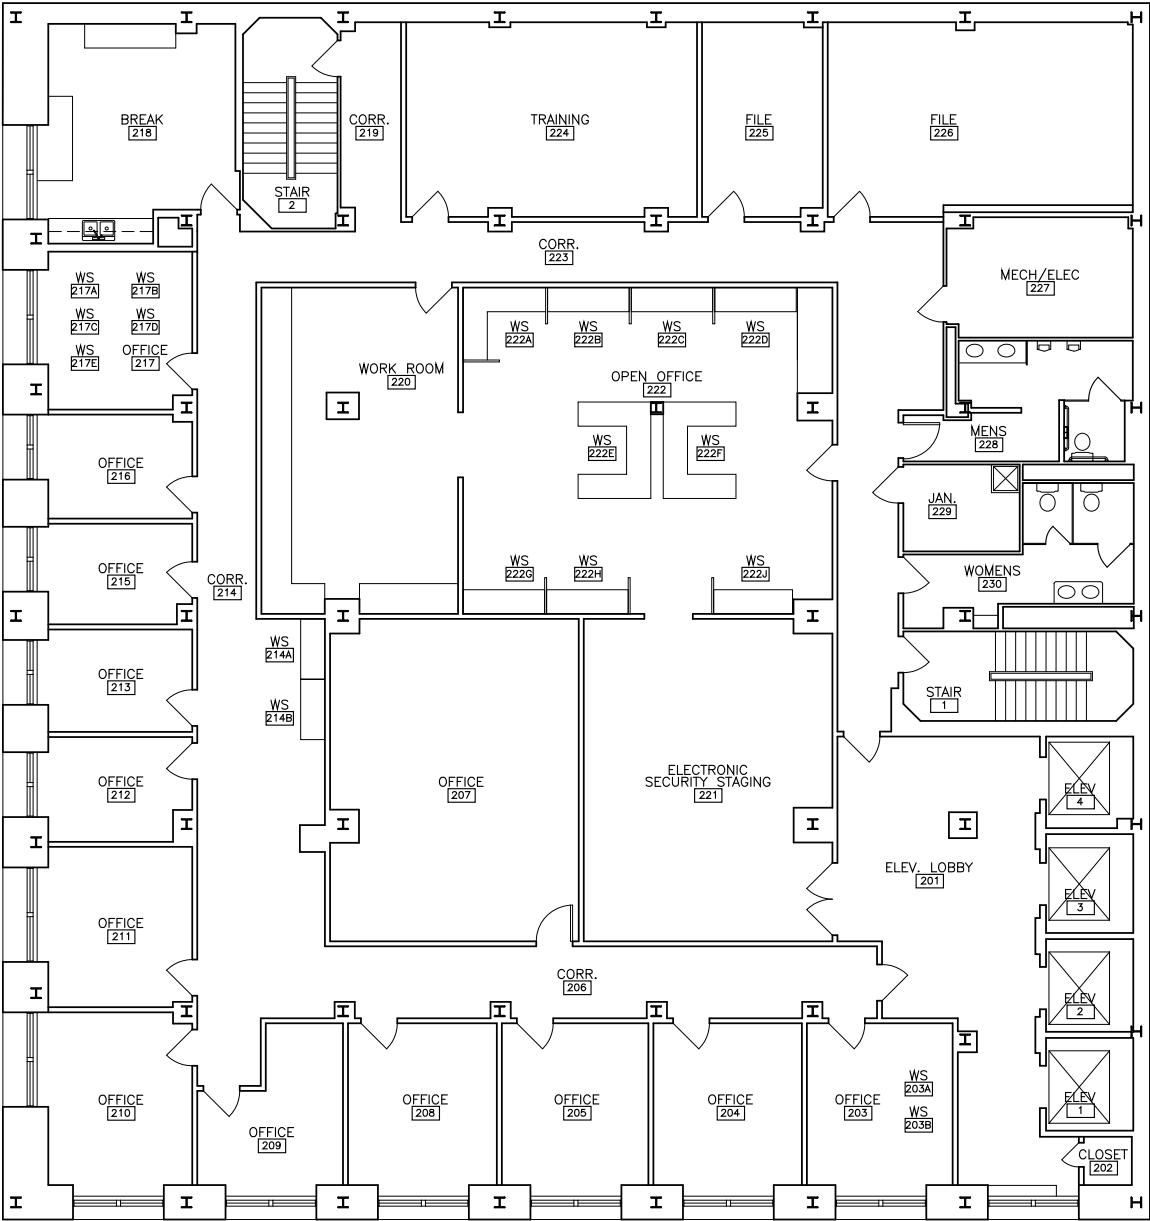 BREAK
218
CORR.
219
TRAINING
224
FILE
225
FILE
226
STAIR
2
CORR.
223
MECH/ELEC
227
WS
217A
WS
217B
WS
217C
WS
217D
WS
217E
OFFICE
217
WORK ROOM
220
WS
222A
WS
222B
WS
222C
WS
222D
OPEN OFFICE
222
WS
222E
WS
222F
MENS
228
OFFICE
216
JAN.
229
OFFICE
215
CORR.
214
WS
222G
WS
222H
WS
222J
WOMENS
230
WS
214A
OFFICE
213
WS
214B
STAIR
1
OFFICE
212
OFFICE
207
ELECTRONIC
SECURITY STAGING
221
ELEV
4
ELEV. LOBBY
201
ELEV
3
OFFICE
211
CORR.
206
ELEV
2
OFFICE
210
OFFICE
209
OFFICE
208
OFFICE
205
OFFICE
204
OFFICE
203
WS
203A
WS
203B
ELEV
1
CLOSET
202